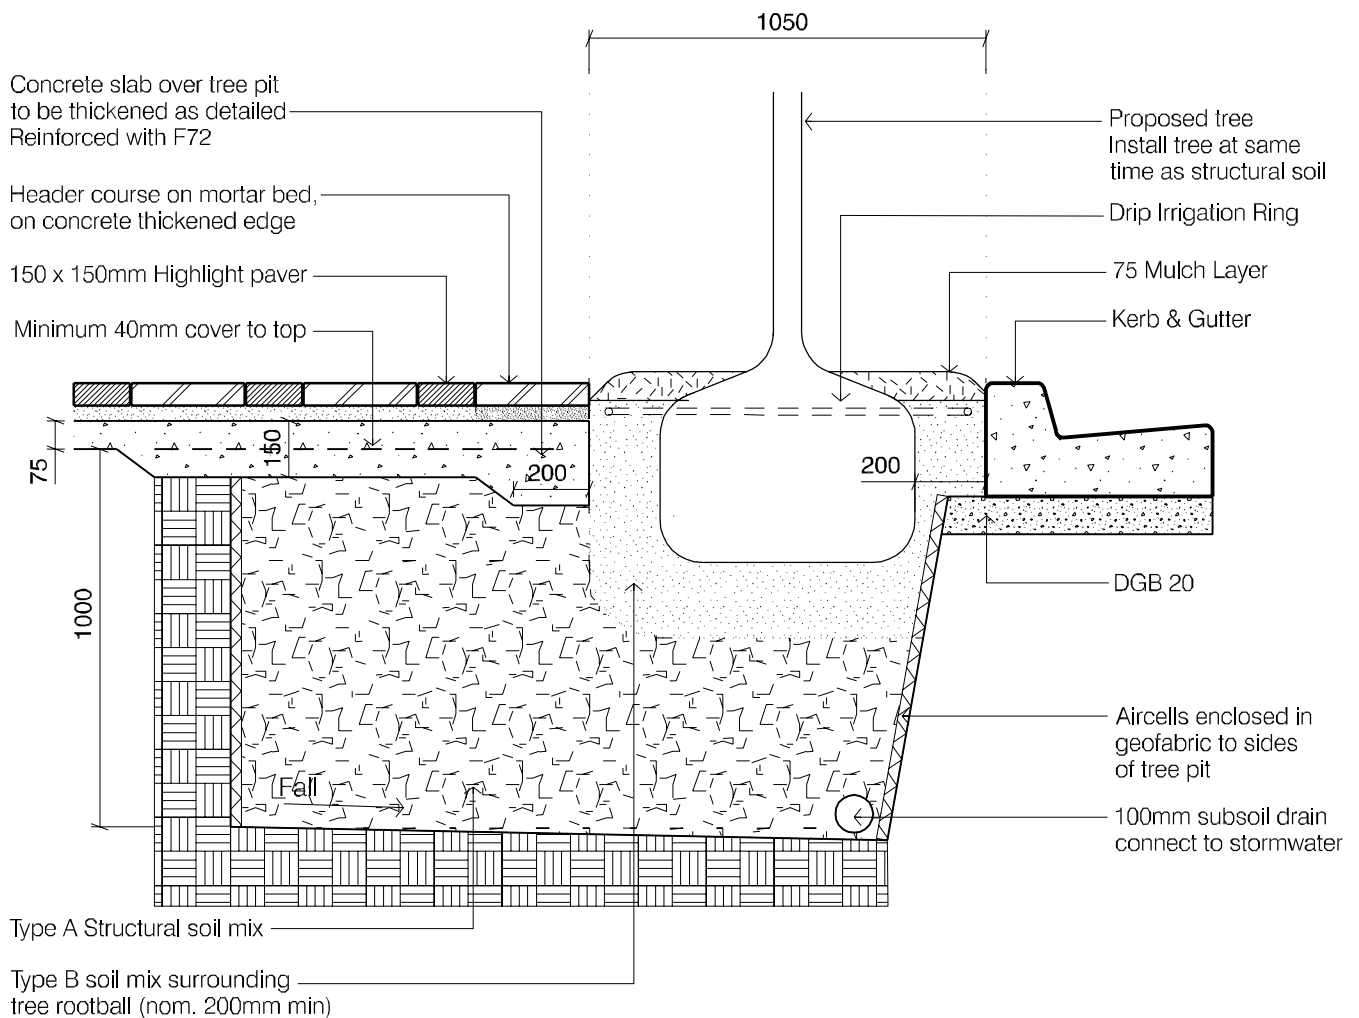 1050
Concrete slab over tree pit
to be thickened as detailed
Reinforced with F72
Header course on mortar bed,
on concrete thickened edge
150 x 150mm Highlight paver
Minimum 40mm cover to top
Proposed tree
Install tree at same
time as structural soil
Drip Irrigation Ring
75 Mulch Layer
Kerb & Gutter
75
150
200
200
1000
DGB 20
Fall
Aircells enclosed in
geofabric to sides
of tree pit
100mm subsoil drain
connect to stormwater
Type A Structural soil mix
Type B soil mix surrounding
tree rootball (nom. 200mm min)